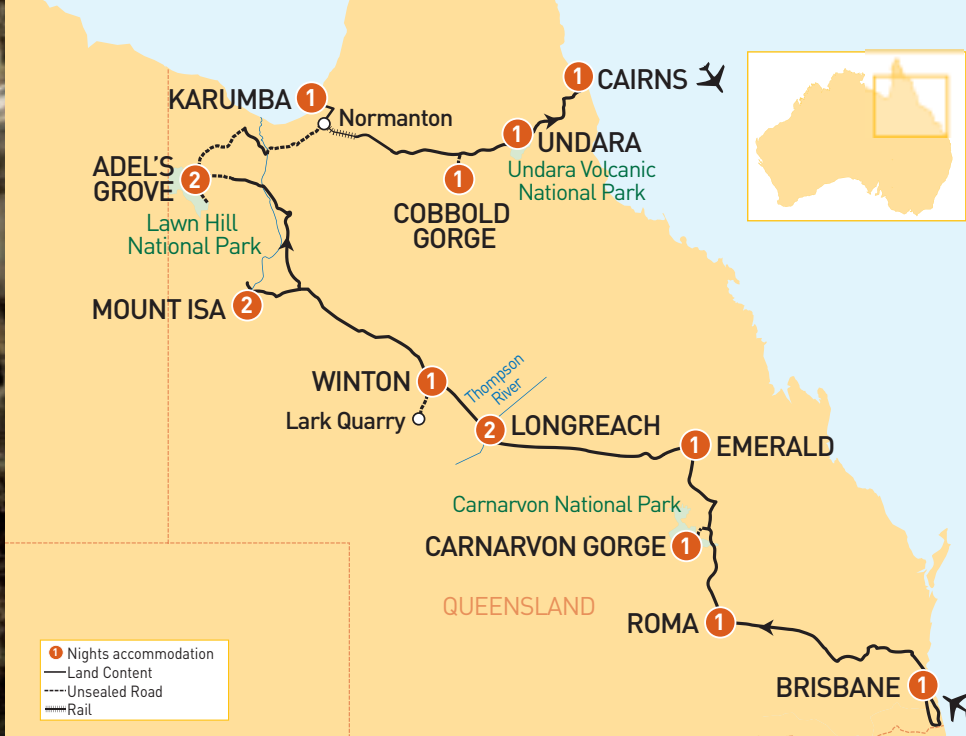 1 CAIRNS
KARUMBA 1
Normanton
1 UNDARA
Undara Volcanic
National Park
ADEL'S
GROVE
2
1
COBBOLD
GORGE
Lawn Hill
National Park
MOUNT ISA 2
WINTON 1
Thompson
River
Lark Quarry
2 LONGREACH
1 EMERALD
Carnarvon National Park
CARNARVON GORGE 1
QUEENSLAND
ROMA 1
BRISBANE 1
1 Nights accommodation
Land Content
Unsealed Road
Rail